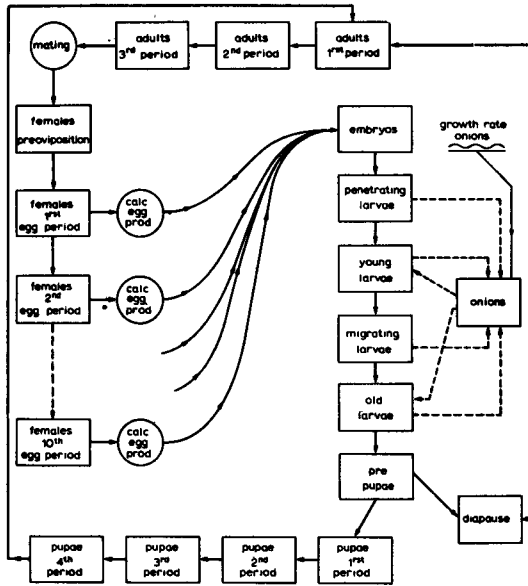 mating
adults
3rd period
adults
2nd period
adults
1rst period
females
preoviposition
embryos
growth rate
onions
females
1rst
egg period
calc
egg
prod
penetrating
larvae
females
2nd
egg period
calc
egg
prod
young
larvae
onions
migrating
larvae
old
larvae
females
10th
egg period
calc
egg
prod
pre
pupae
diapause
pupae
4th
period
pupae
3rd
period
pupae
2nd
period
pupae
1rst
period